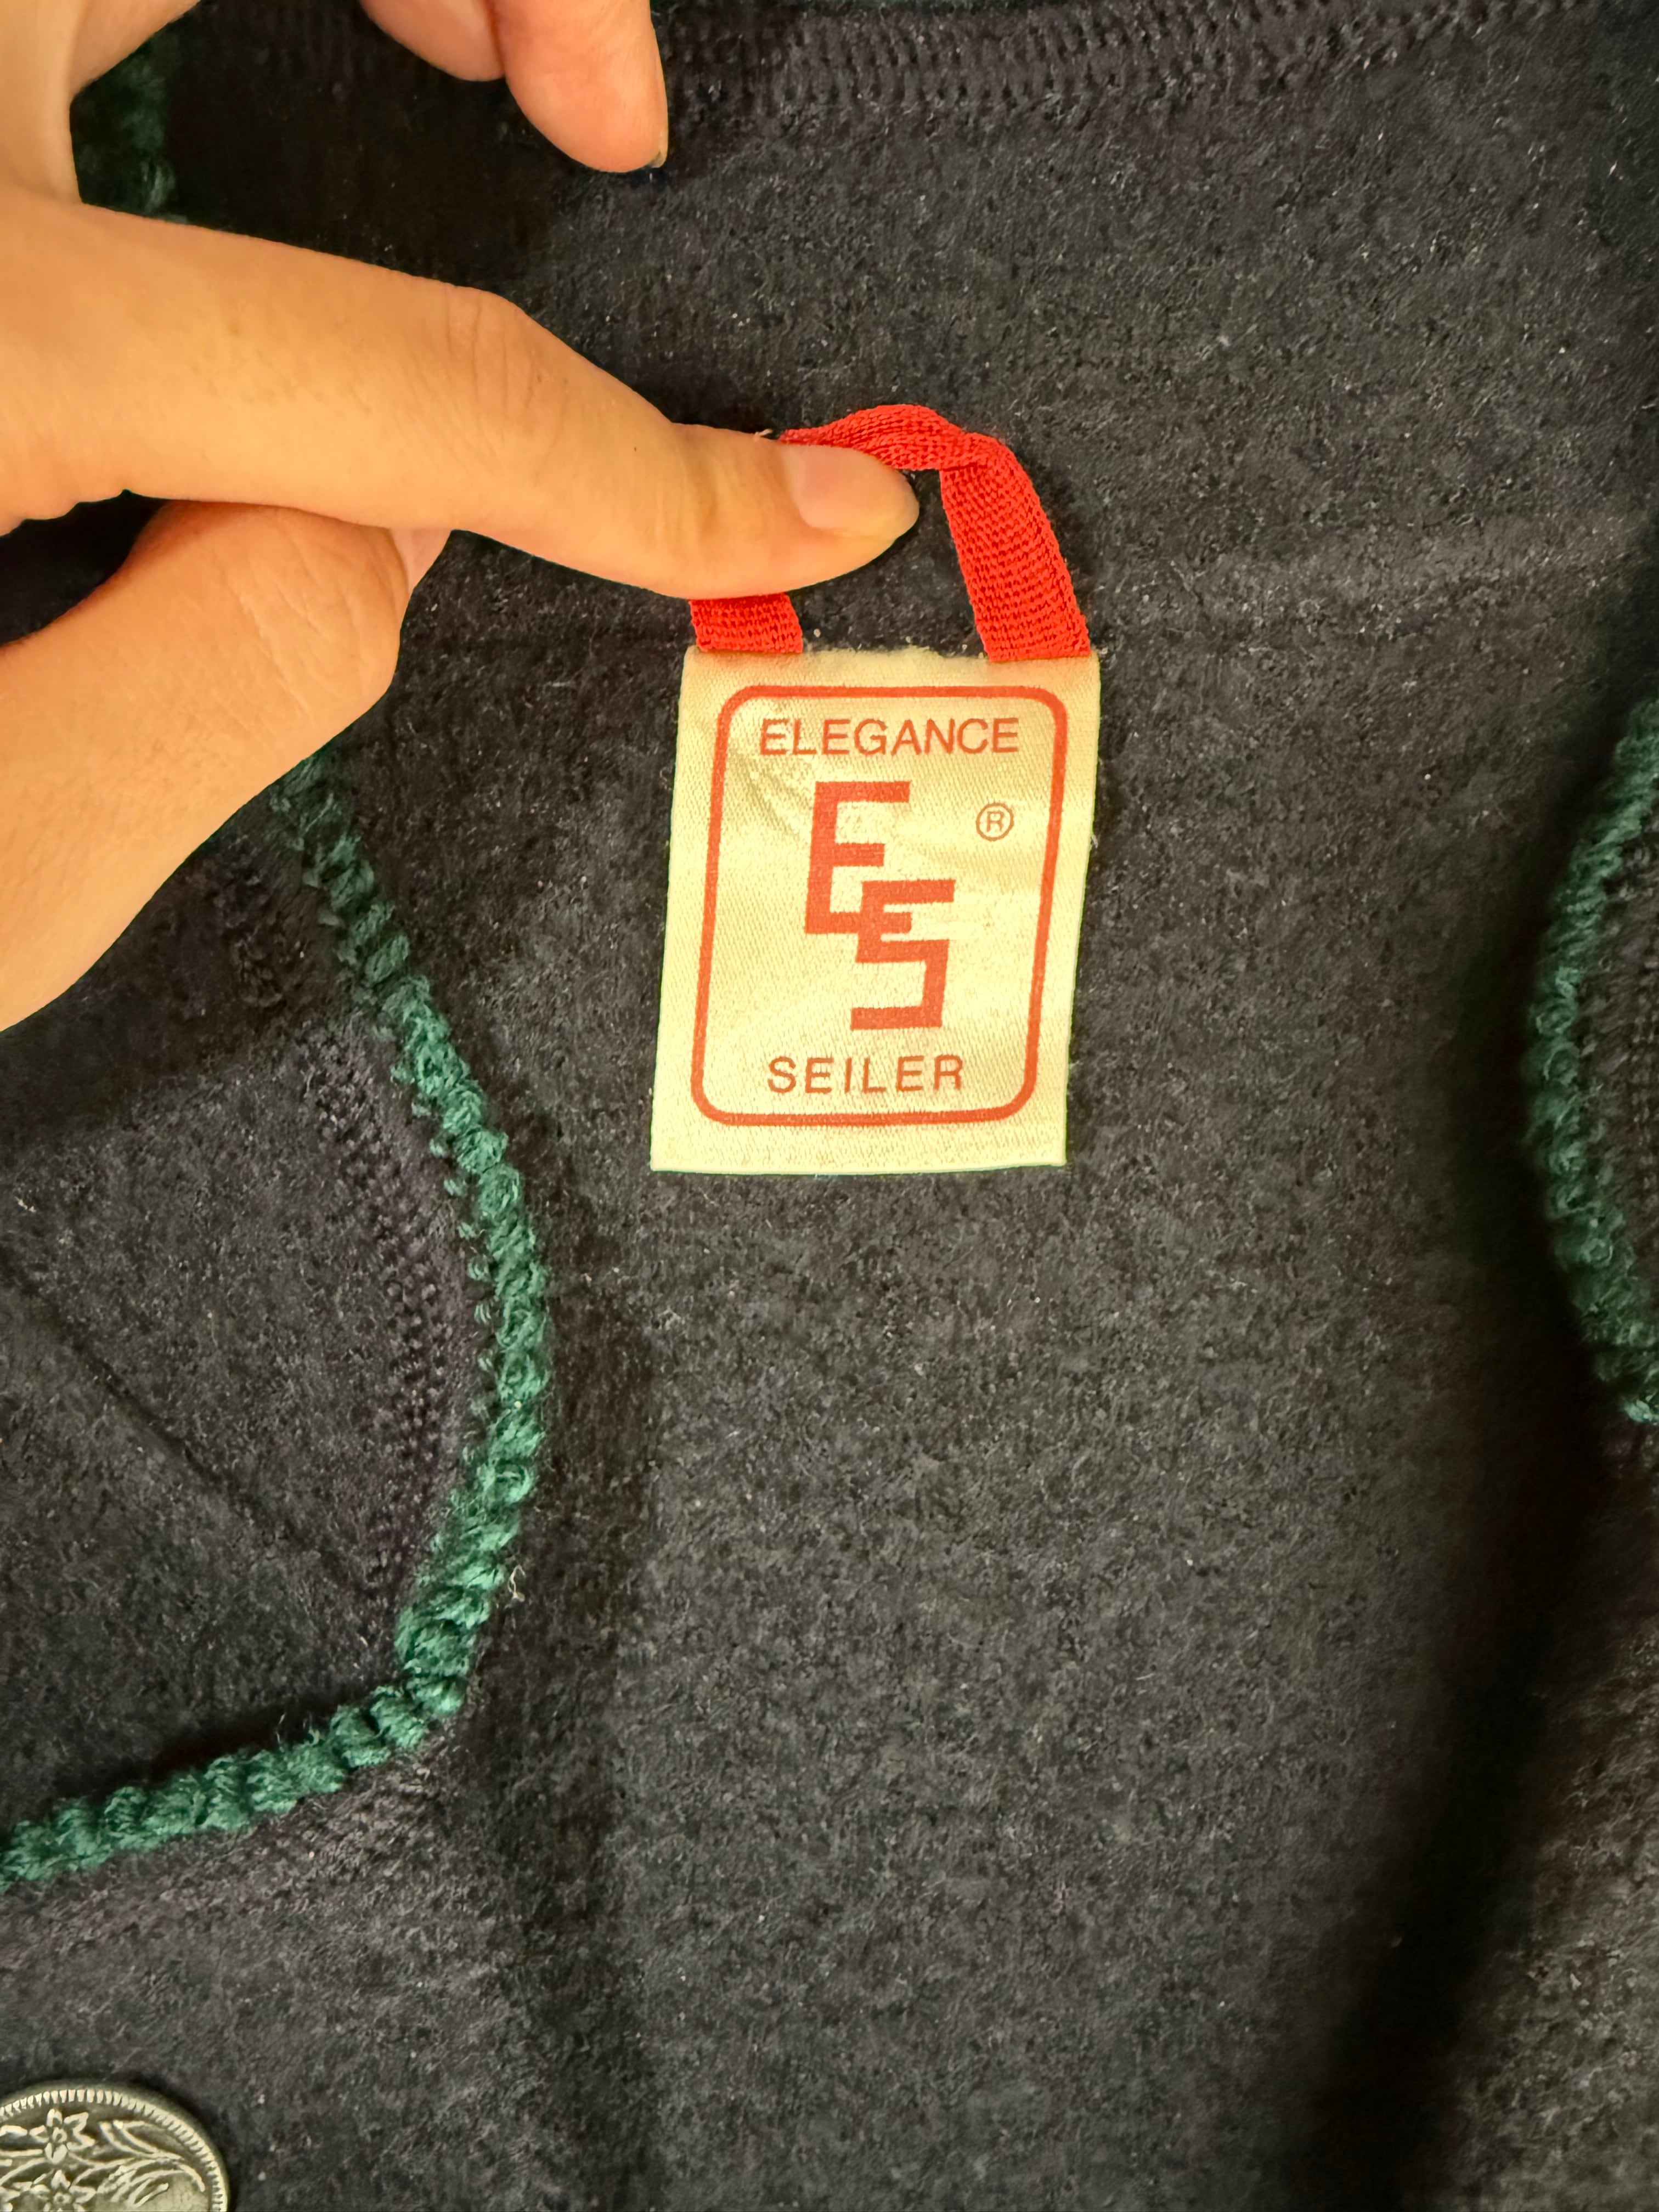 ELEGANCE
ES
®
SEILER